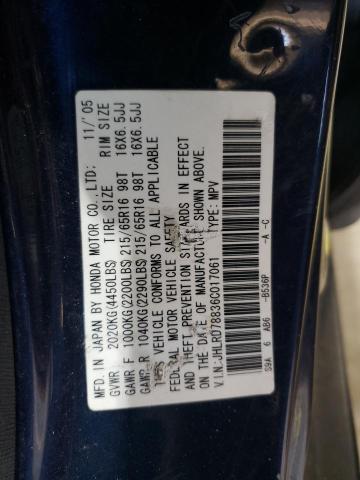 MFD.IN JAPAN BY HONDA MOTOR CO.,LTD: 11/'05
GVWR 2020KG(4450LBS) TIRE SIZE RIM SIZE
GAWR F 1000KG(2200LBS)215/65R16 98T 16X6.5JJ
GAWR R 1040KG(2290LBS)215/65R16 98T 16X6.5JJ
THIS VEHICLE CONFORMS TO ALL APPLICABLE
FEDERAL MOTOR VEHICLE SAFETY
AND THEFT PREVENTION STANDARDS IN EFFECT
ON THE DATE OF MANUFACTURE SHOWN ABOVE.
V.I.N:JHLRD78836C017061 TYPE: MPV
S9A 6 AB6 -B536P -A -C